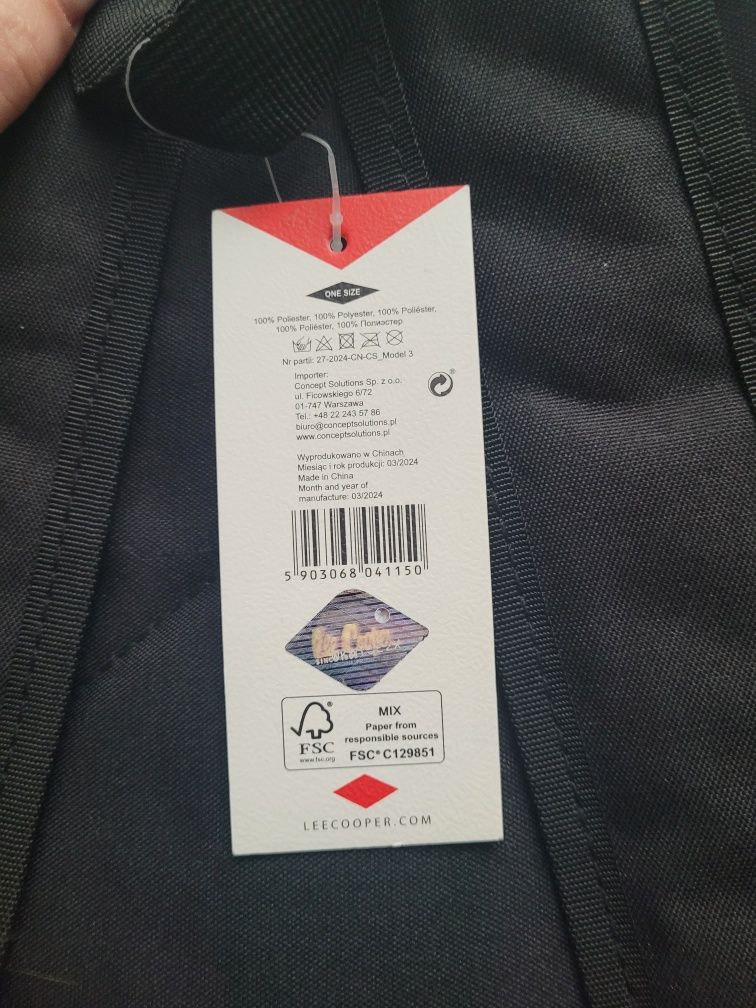 ONE SIZE
100% Poliester, 100% Polyester, 100% Poliéster,
100% Poliéster, 100% Полиэстер
Nr partii: 27-2024-CN-CS_Model 3
Importer:
Concept Solutions Sp. z o.o.
ul. Ficowskiego 6/72
01-747 Warszawa
Tel.: +48 22 243 57 86
biuro@conceptsolutions.pl
www.conceptsolutions.pl
®
Wyprodukowano w Chinach
Miesiąc i rok produkcji: 03/2024
Made in China
Month and year of
manufacture: 03/2024
5 903068 041150
Lee Cooper
®
FSC
www.fsc.org
MIX
Paper from
responsible sources
FSC® C129851
LEECOOPER.COM